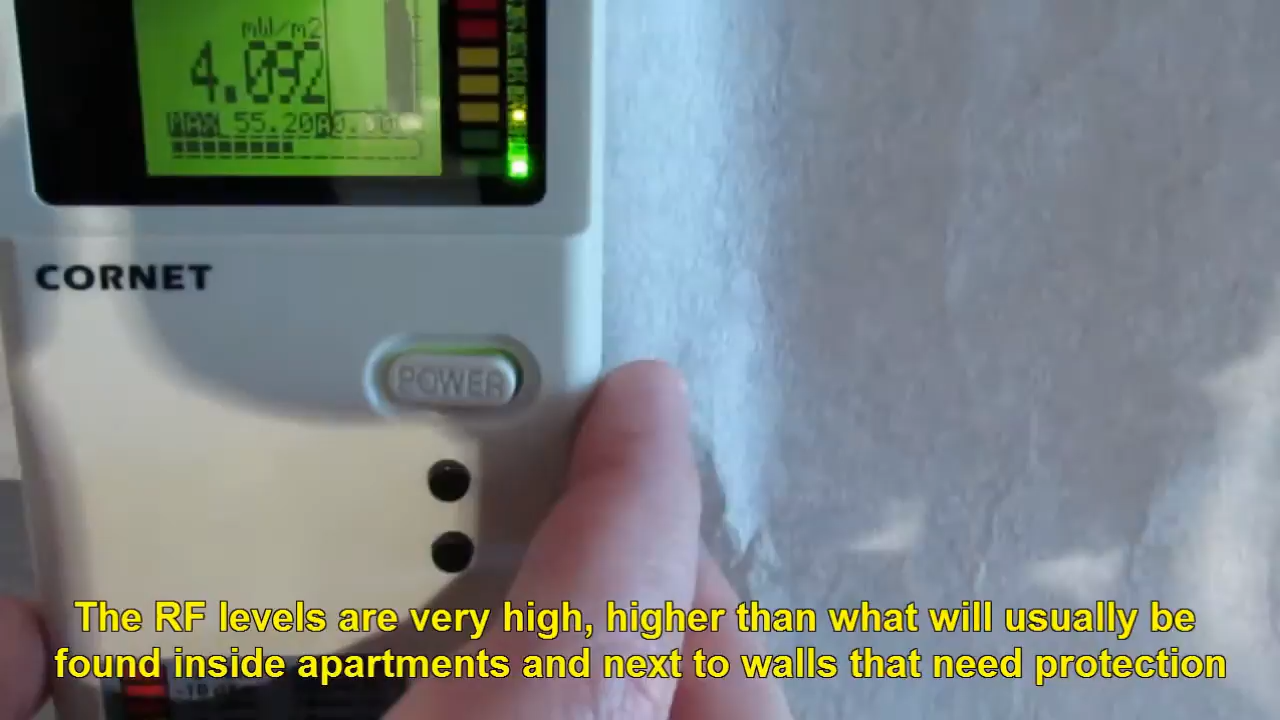 mW/m2
4.092
MAX 55.20
CORNET
POWER
The RF levels are very high, higher than what will usually be
found inside apartments and next to walls that need protection